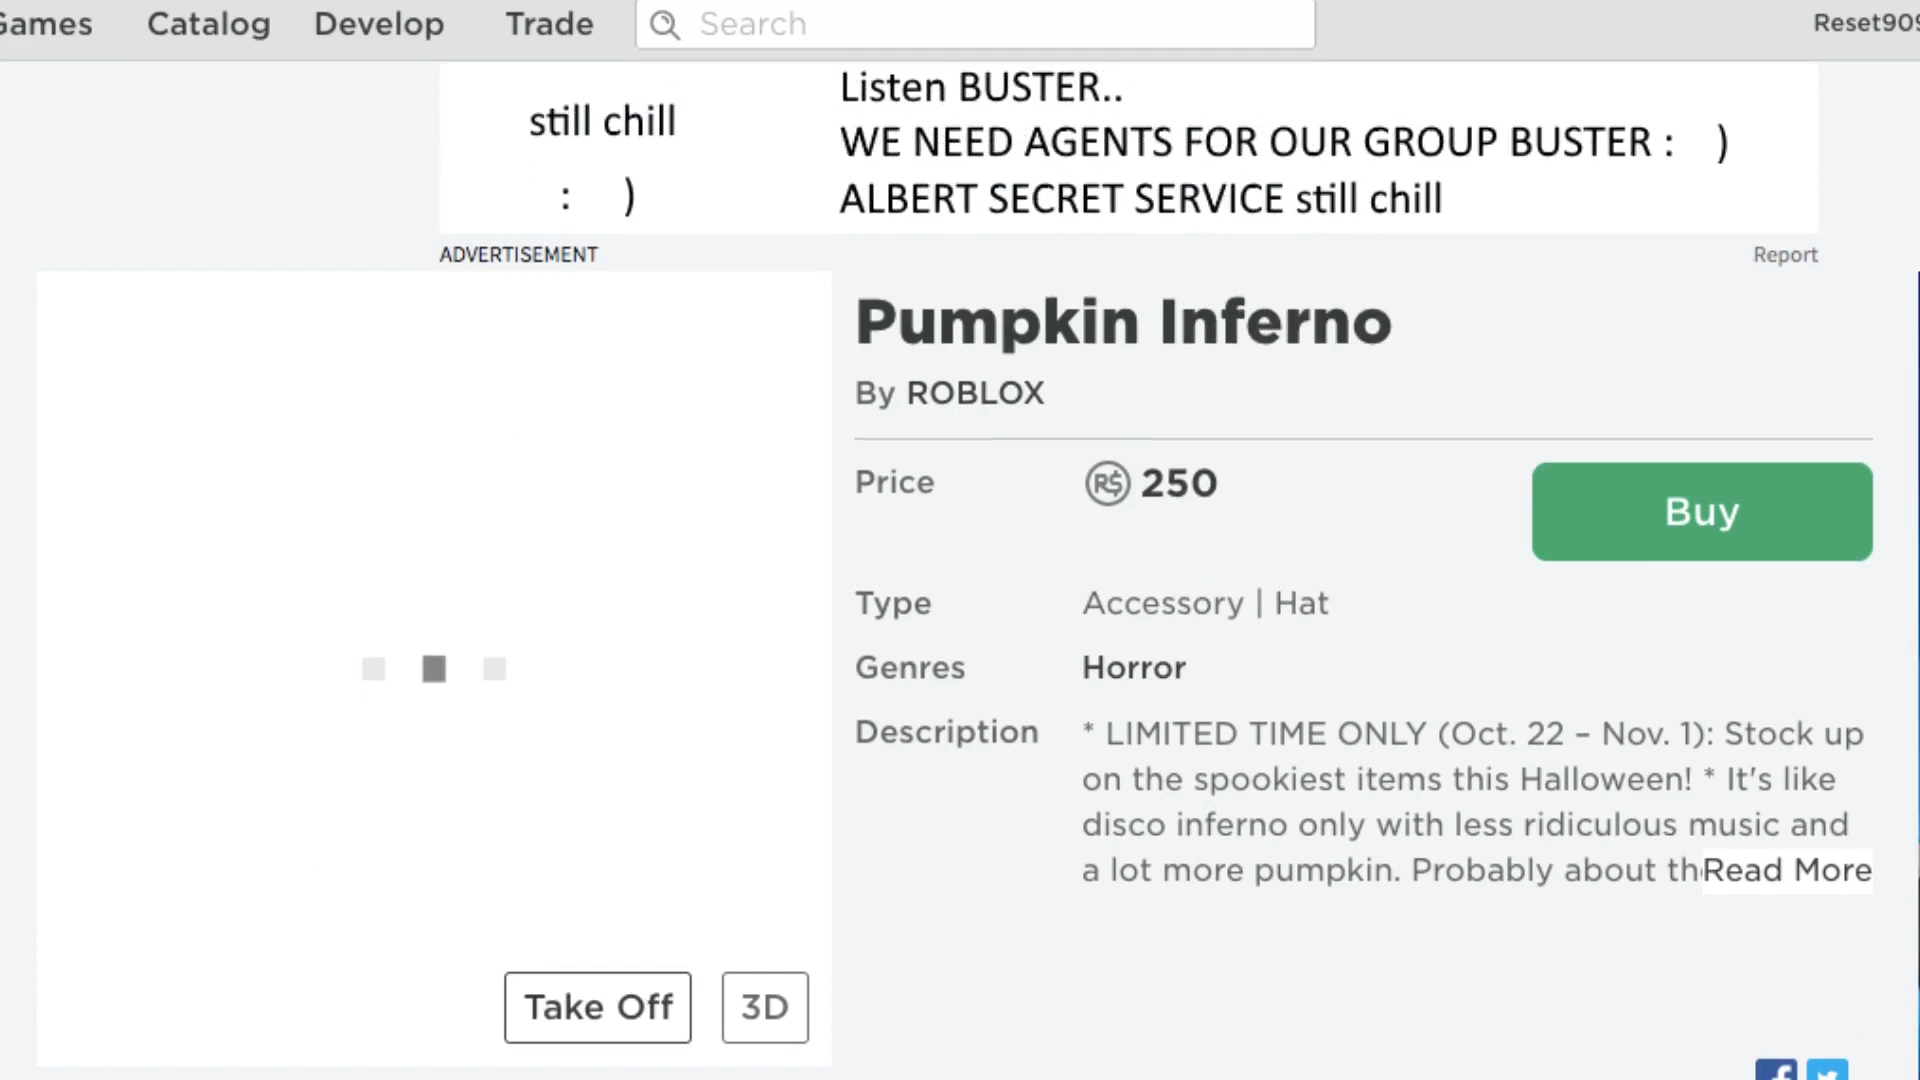 Games Catalog Develop Trade Search Reset909
still chill
: )
Listen BUSTER..
WE NEED AGENTS FOR OUR GROUP BUSTER : )
ALBERT SECRET SERVICE still chill
ADVERTISEMENT Report
Pumpkin Inferno
By ROBLOX
Price R$ 250 Buy
Type Accessory | Hat
Genres Horror
Description * LIMITED TIME ONLY (Oct. 22 – Nov. 1): Stock up
on the spookiest items this Halloween! * It's like
disco inferno only with less ridiculous music and
a lot more pumpkin. Probably about th Read More
Take Off 3D